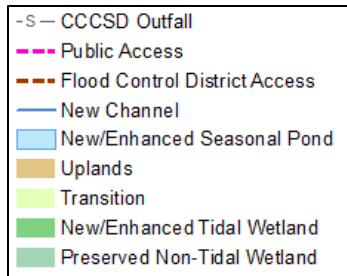 -S- CCCSD Outfall
Public Access
Flood Control District Access
New Channel
New/Enhanced Seasonal Pond
Uplands
Transition
New/Enhanced Tidal Wetland
Preserved Non-Tidal Wetland